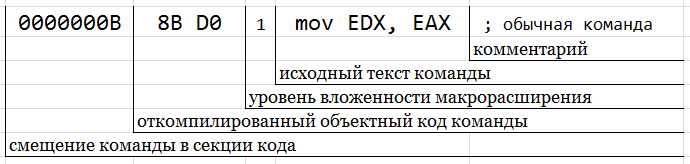 0000000B 8B D0 1 mov EDX, EAX ; обычная команда
комментарий
исходный текст команды
уровень вложенности макрорасширения
откомпилированный объектный код команды
смещение команды в секции кода